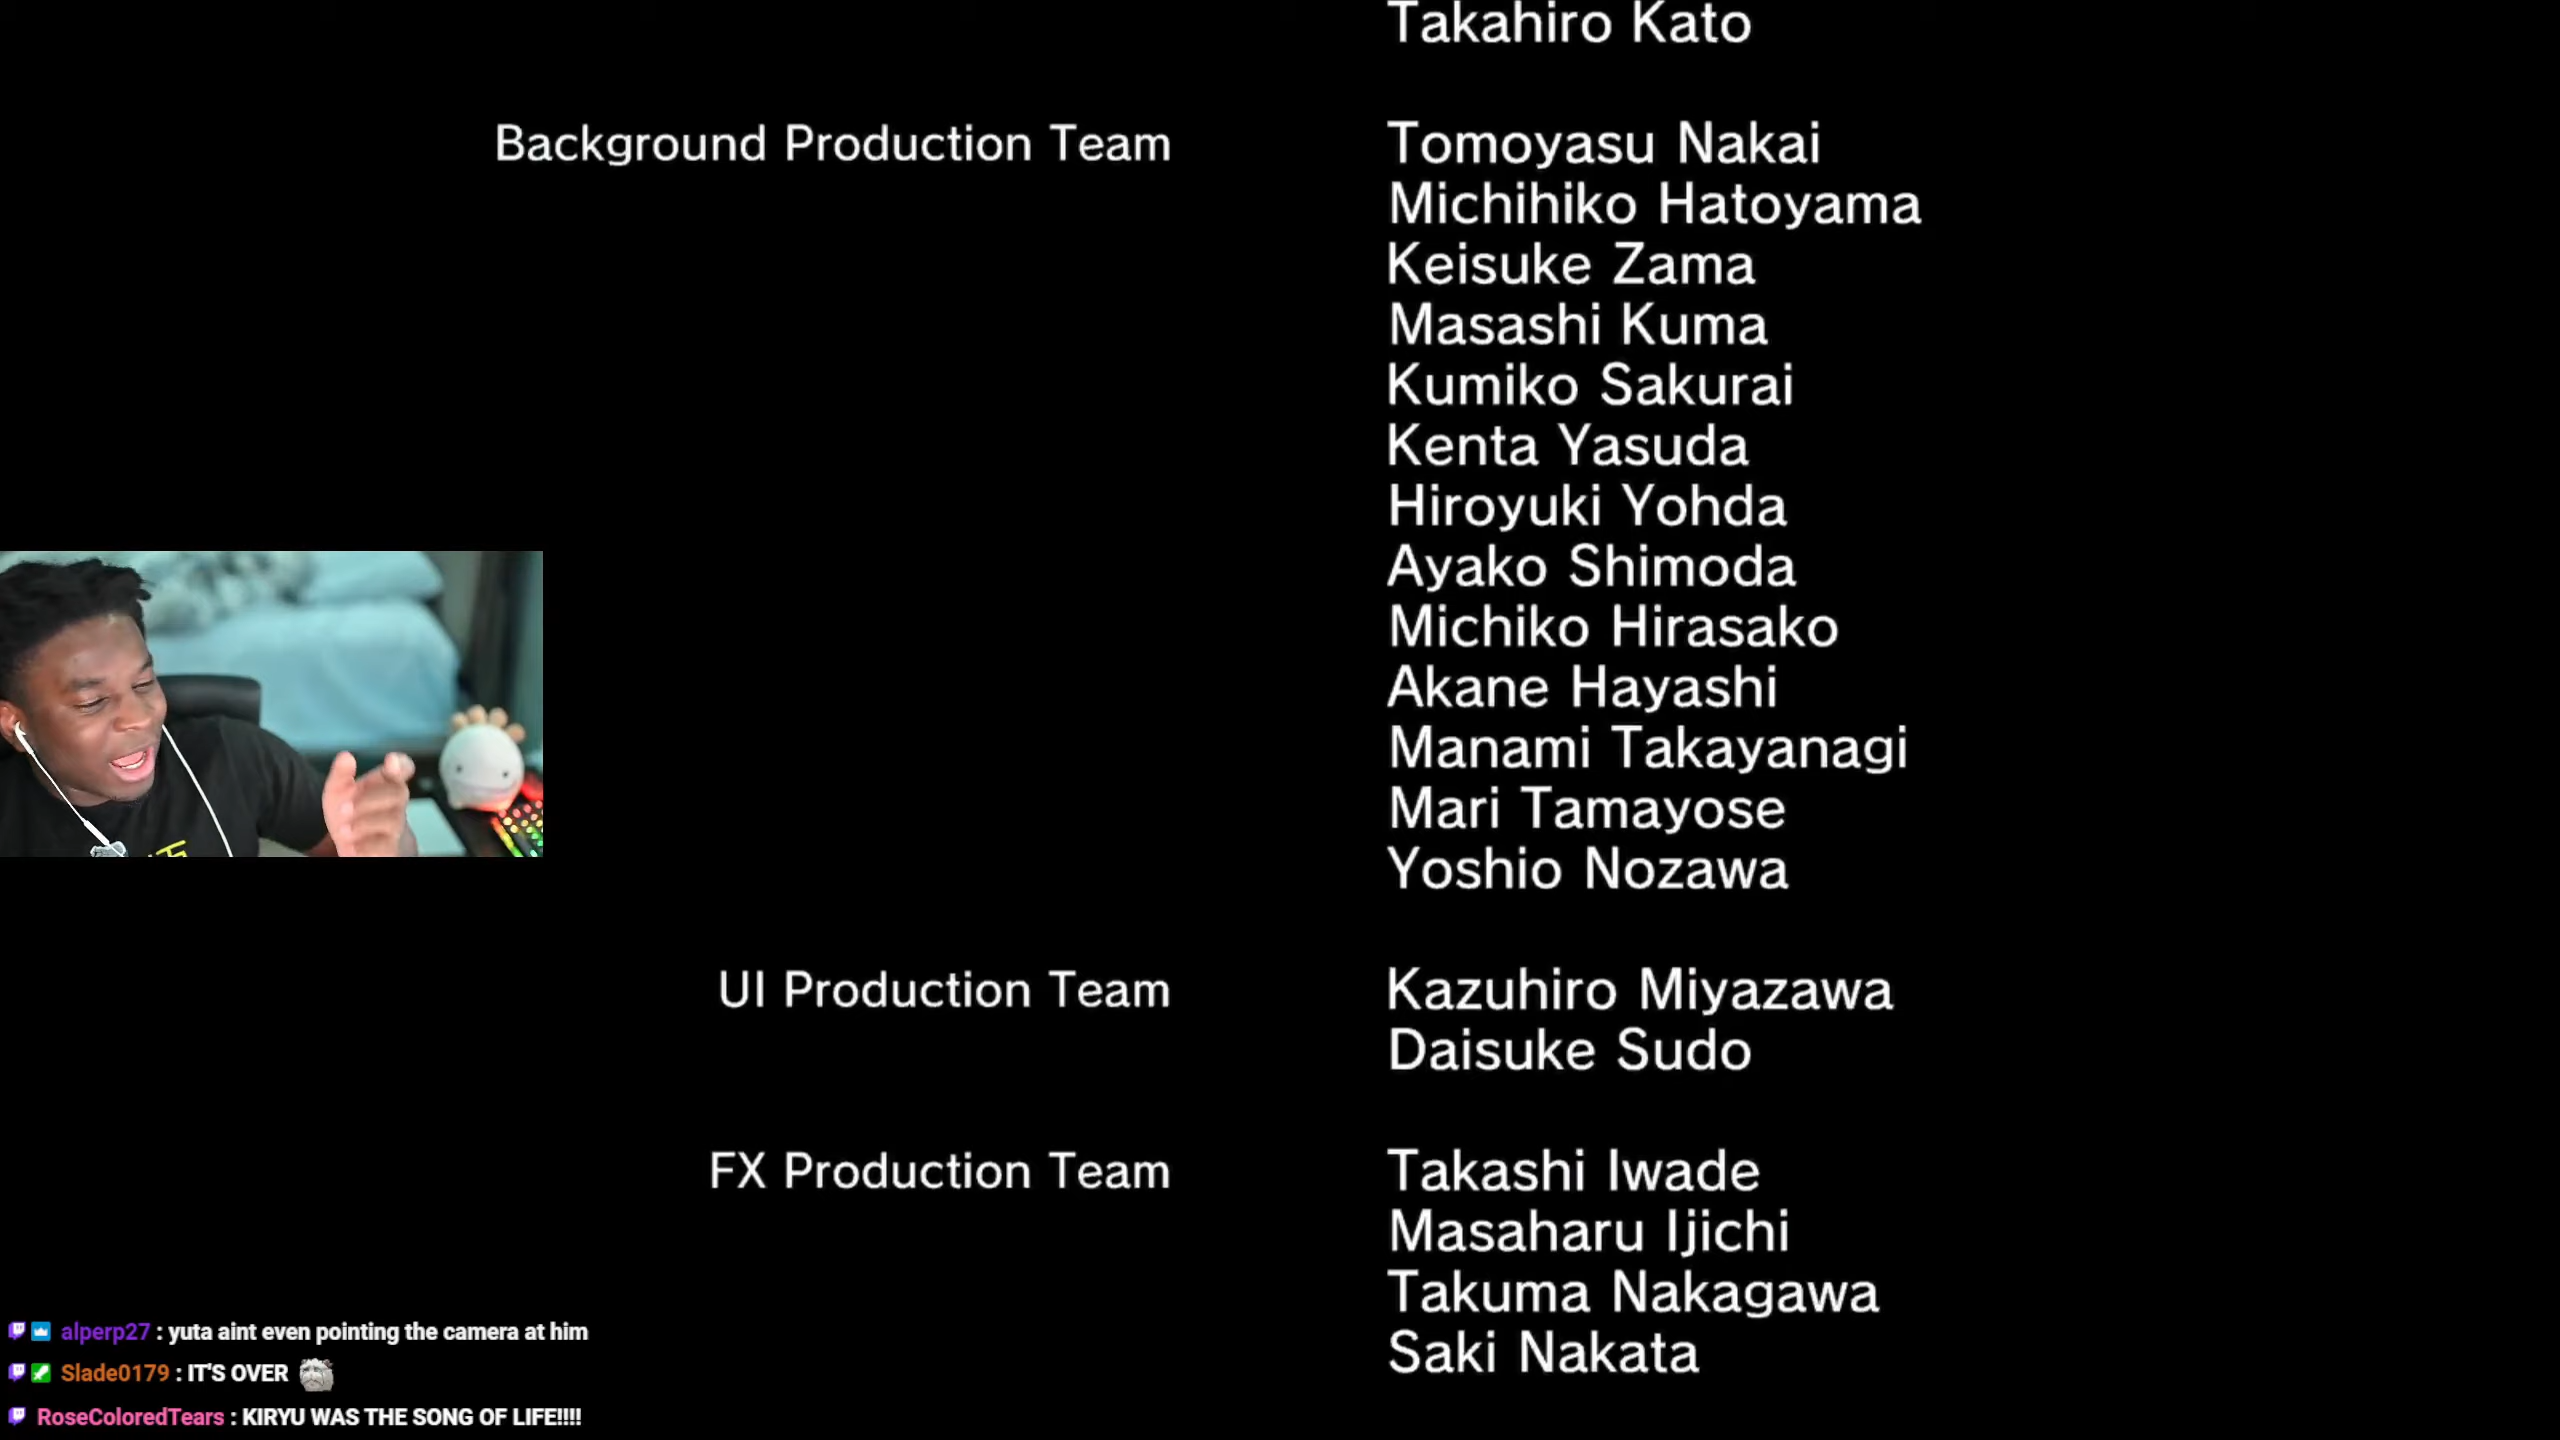 Takahiro Kato
Background Production Team
Tomoyasu Nakai
Michihiko Hatoyama
Keisuke Zama
Masashi Kuma
Kumiko Sakurai
Kenta Yasuda
Hiroyuki Yohda
Ayako Shimoda
Michiko Hirasako
Akane Hayashi
Manami Takayanagi
Mari Tamayose
Yoshio Nozawa
UI Production Team
Kazuhiro Miyazawa
Daisuke Sudo
FX Production Team
Takashi Iwade
Masaharu Ijichi
Takuma Nakagawa
Saki Nakata
alperp27 : yuta aint even pointing the camera at him
Slade0179 : IT'S OVER
RoseColoredTears : KIRYU WAS THE SONG OF LIFE!!!!